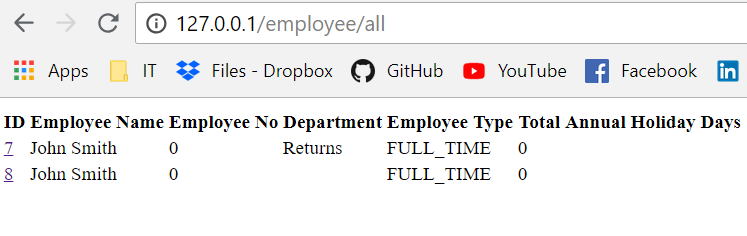 127.0.0.1/employee/all
Apps IT Files - Dropbox GitHub YouTube Facebook in
ID Employee Name Employee No Department Employee Type Total Annual Holiday Days
7 John Smith 0 Returns FULL_TIME 0
8 John Smith 0 FULL_TIME 0